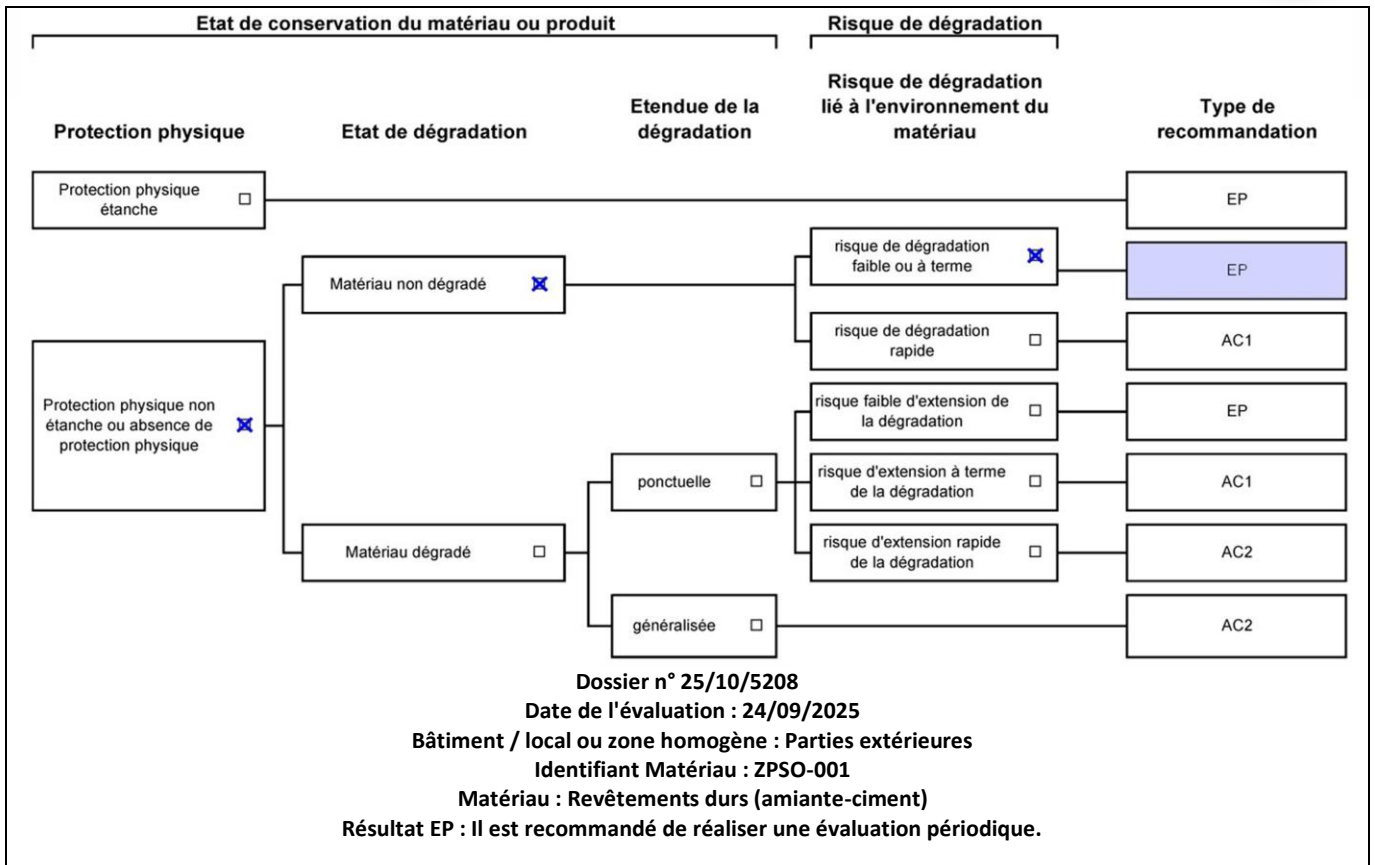 Etat de conservation du matériau ou produit
Risque de dégradation
Protection physique
Etat de dégradation
Etendue de la
dégradation
Risque de dégradation
lié à l'environnement du
matériau
Type de
recommandation
Protection physique
étanche
EP
risque de dégradation
faible ou à terme
EP
Matériau non dégradé
risque de dégradation
rapide
AC1
Protection physique non
étanche ou absence de
protection physique
risque faible d'extension de
la dégradation
EP
ponctuelle
risque d'extension à terme
de la dégradation
AC1
Matériau dégradé
risque d'extension rapide
de la dégradation
AC2
généralisée
AC2
Dossier n° 25/10/5208
Date de l'évaluation : 24/09/2025
Bâtiment / local ou zone homogène : Parties extérieures
Identifiant Matériau : ZPSO-001
Matériau : Revêtements durs (amiante-ciment)
Résultat EP : Il est recommandé de réaliser une évaluation périodique.